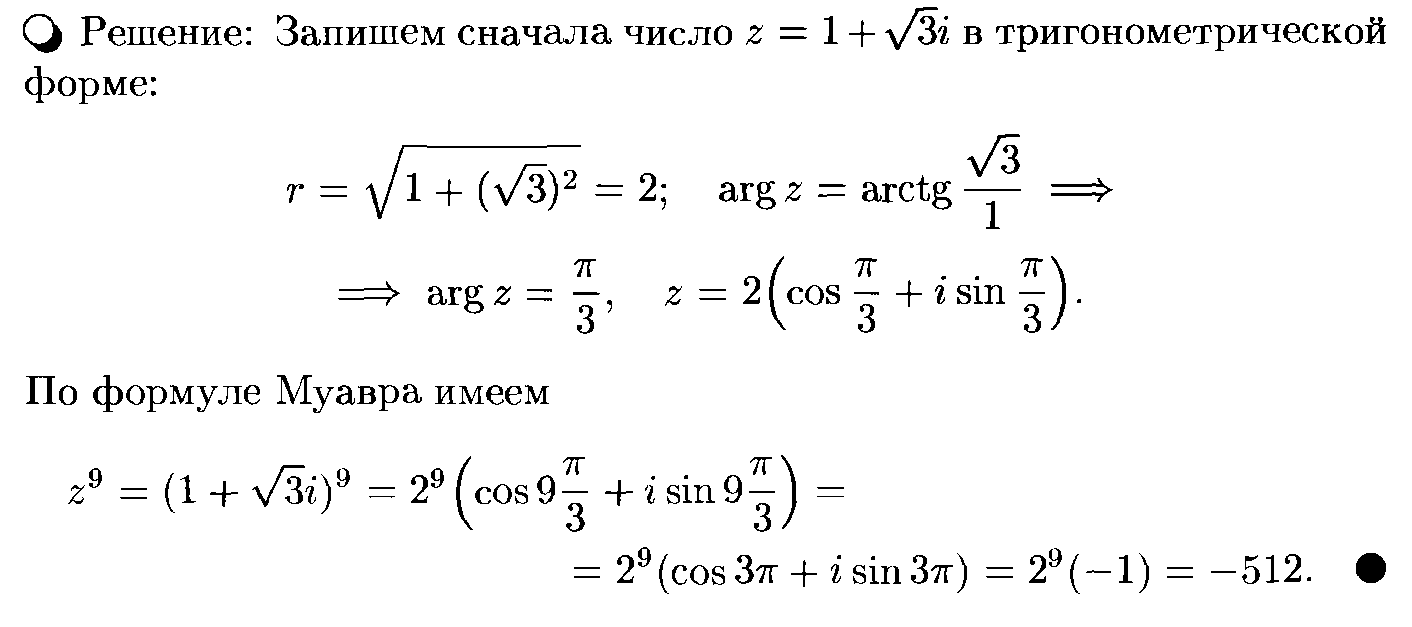 Решение: Запишем сначала число z = 1 + √3i в тригонометрической
форме:
r = √(1 + (√3)²) = 2; arg z = arctg √3/1 ⟹
⟹ arg z = π/3, z = 2(cos π/3 + i sin π/3).
По формуле Муавра имеем
z⁹ = (1 + √3i)⁹ = 2⁹(cos 9π/3 + i sin 9π/3) =
= 2⁹(cos 3π + i sin 3π) = 2⁹(−1) = −512.